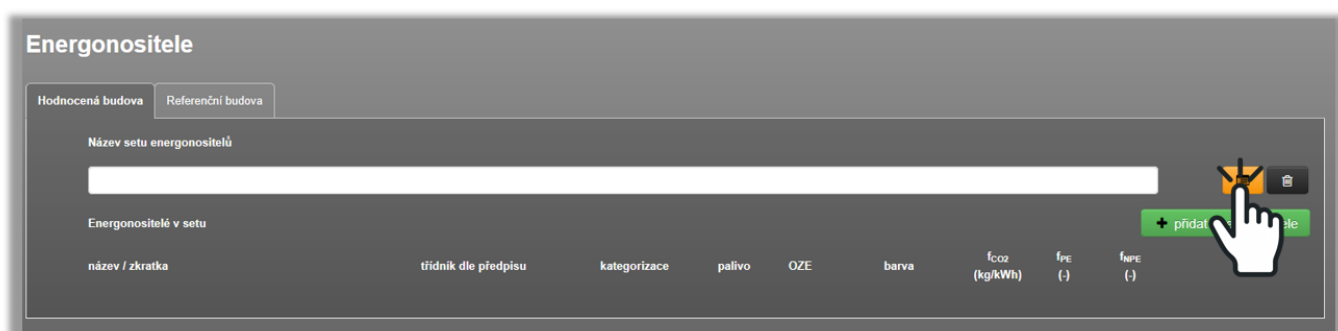 Energonositele
Hodnocená budova Referenční budova
Název setu energonositelů
Energonositelé v setu
+ přidat
název / zkratka třídník dle předpisu kategorizace palivo OZE barva fCO2 (kg/kWh) fPE (-) fNPE (-)